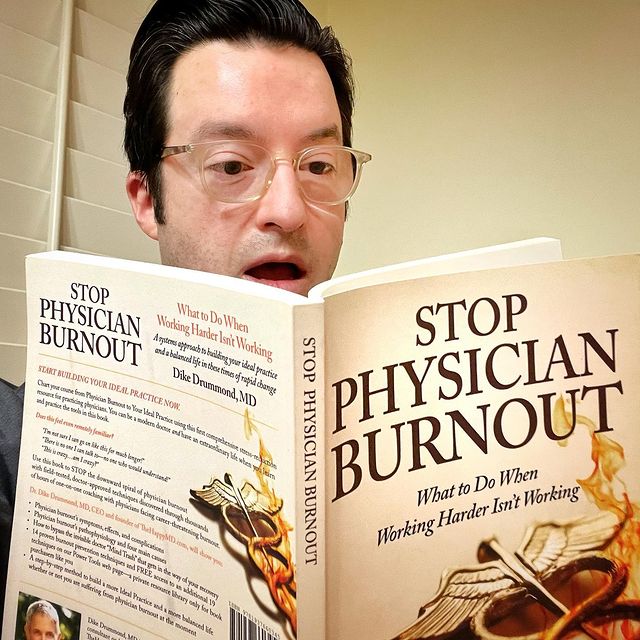 STOP
PHYSICIAN
BURNOUT
What to Do When
Working Harder Isn't Working
A systems approach to building your ideal practice
and a balanced life in these times of rapid change
Dike Drummond, MD
START BUILDING YOUR IDEAL PRACTICE NOW
Chart your course from Physician Burnout to Your Ideal Practice using this first comprehensive stress-reduction
resource for practicing physicians. You can be a modern doctor and have an extraordinary life when you
and practice the tools in this book.
Does this feel even remotely familiar?
"I'm not sure I can go on like this for much longer!"
"There is no one I can talk to—no one who would understand!"
"This is crazy...am I crazy?"
Use this book to STOP the downward spiral of physician burnout
with field-tested, doctor-approved techniques discovered through thousands
of hours of one-on-one coaching with physicians facing career-threatening burnout.
Dr. Dike Drummond, MD, CEO and founder of TheHappyMD.com, will show you:
• Physician burnout's symptoms, effects, and complications
• Physician burnout's pathophysiology and four main causes
• How to bypass the invisible doctor "Mind Trash" that gets in the way of your recovery
• 14 proven burnout prevention techniques and FREE access to an additional 19
techniques on our Power Tools web page—a private resource library only for book
purchasers like you
• A step-by-step method to build a more Ideal Practice and a more balanced life
whether or not you are suffering from physician burnout at the moment
Dike Drummond, MD
consultant
ISBN
STOP PHYSICIAN BURNOUT
STOP
PHYSICIAN
BURNOUT
What to Do When
Working Harder Isn't Working